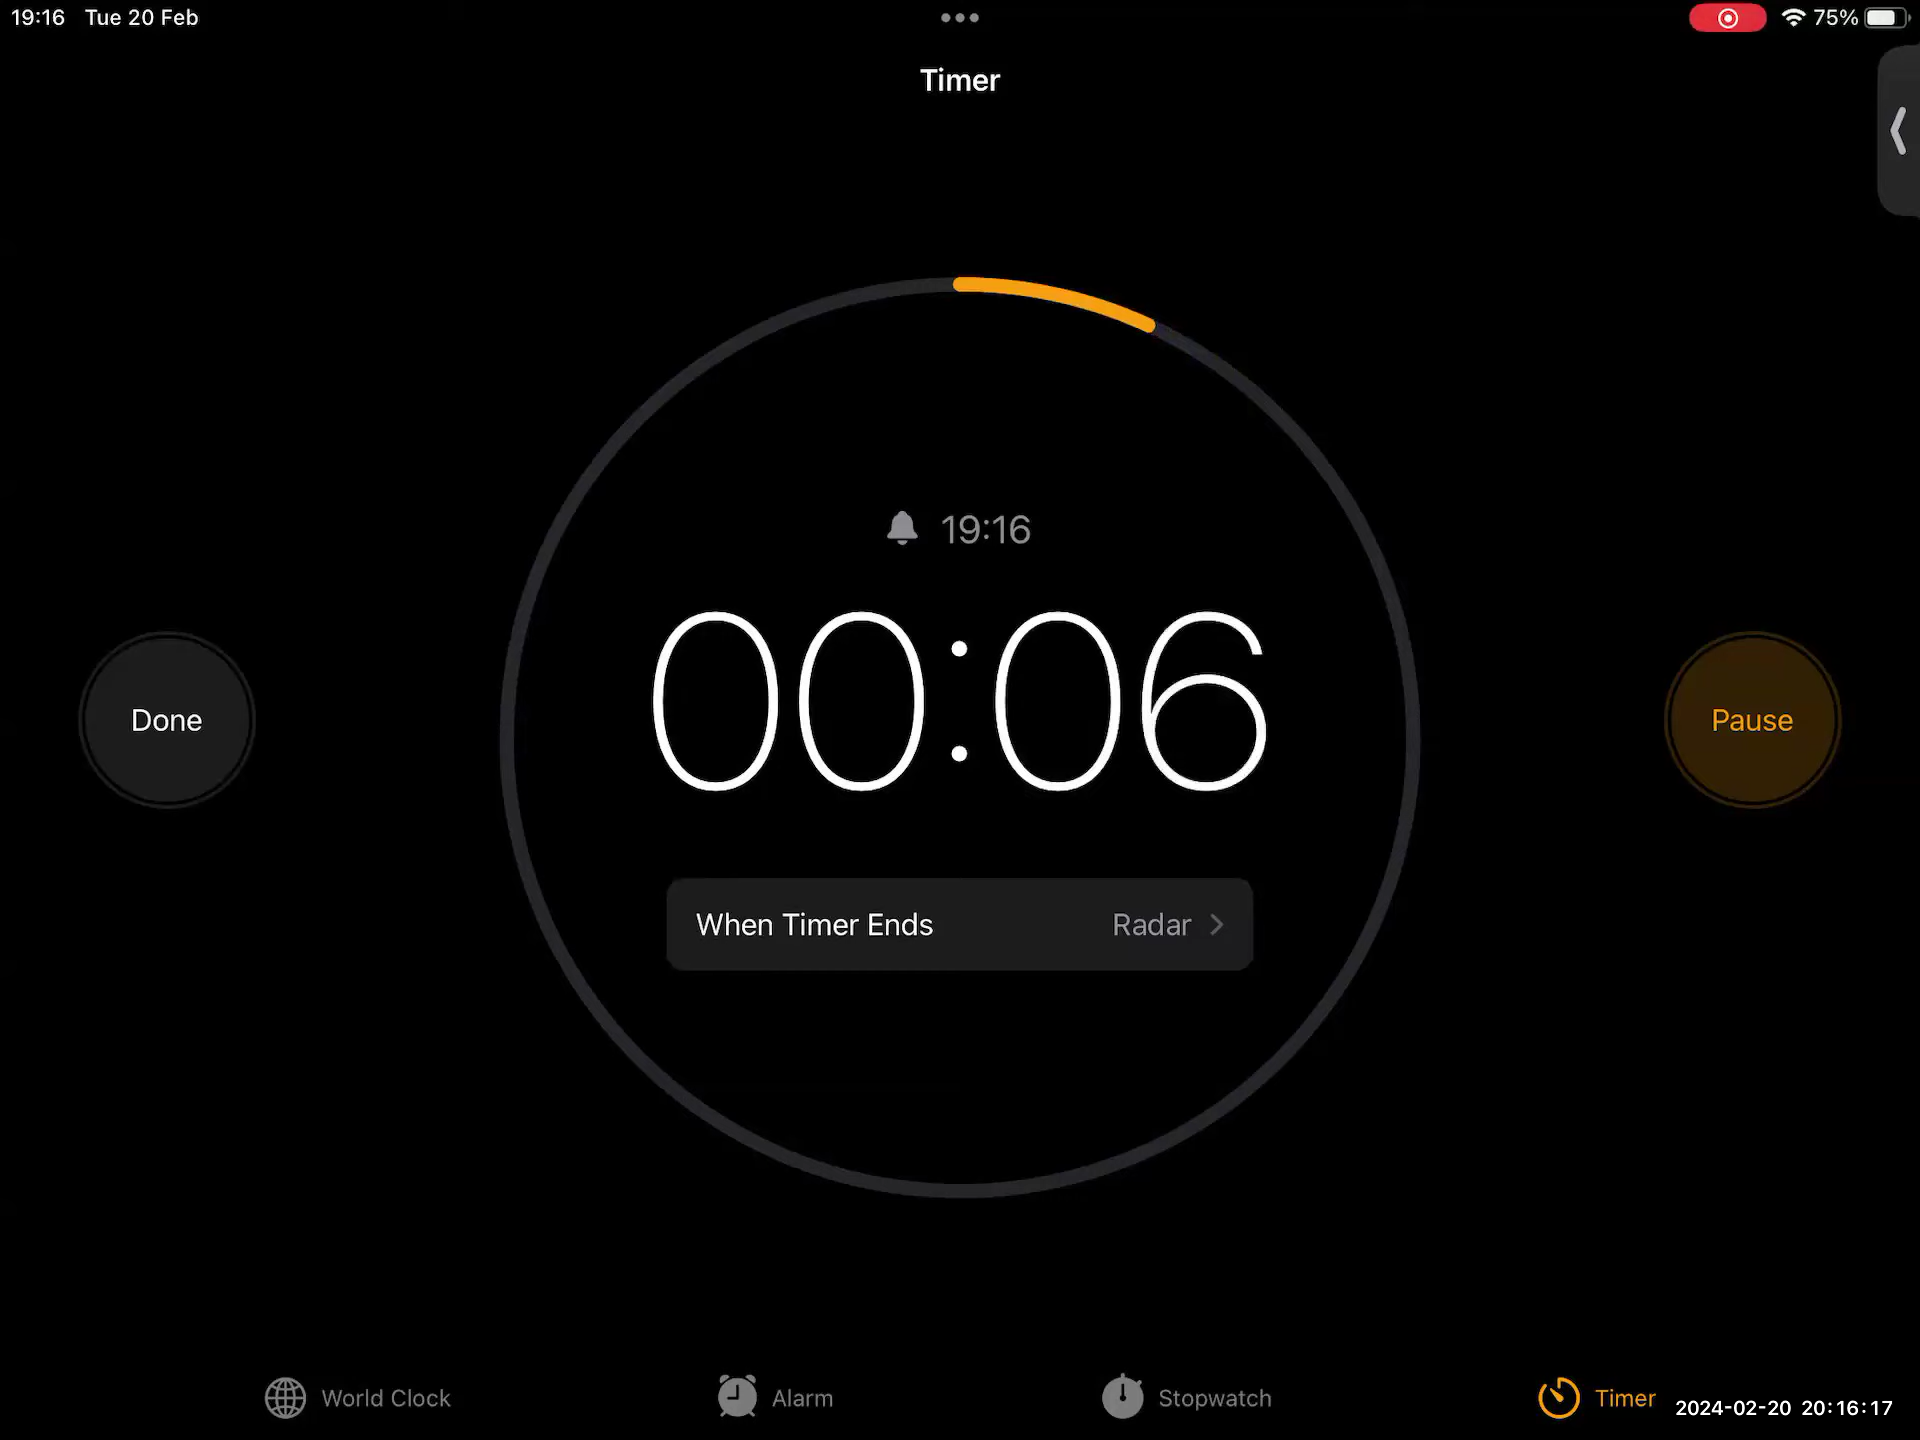 19:16 Tue 20 Feb
75%
Timer
19:16
00:06
Done
Pause
When Timer Ends Radar
World Clock
Alarm
Stopwatch
Timer
2024-02-20 20:16:17